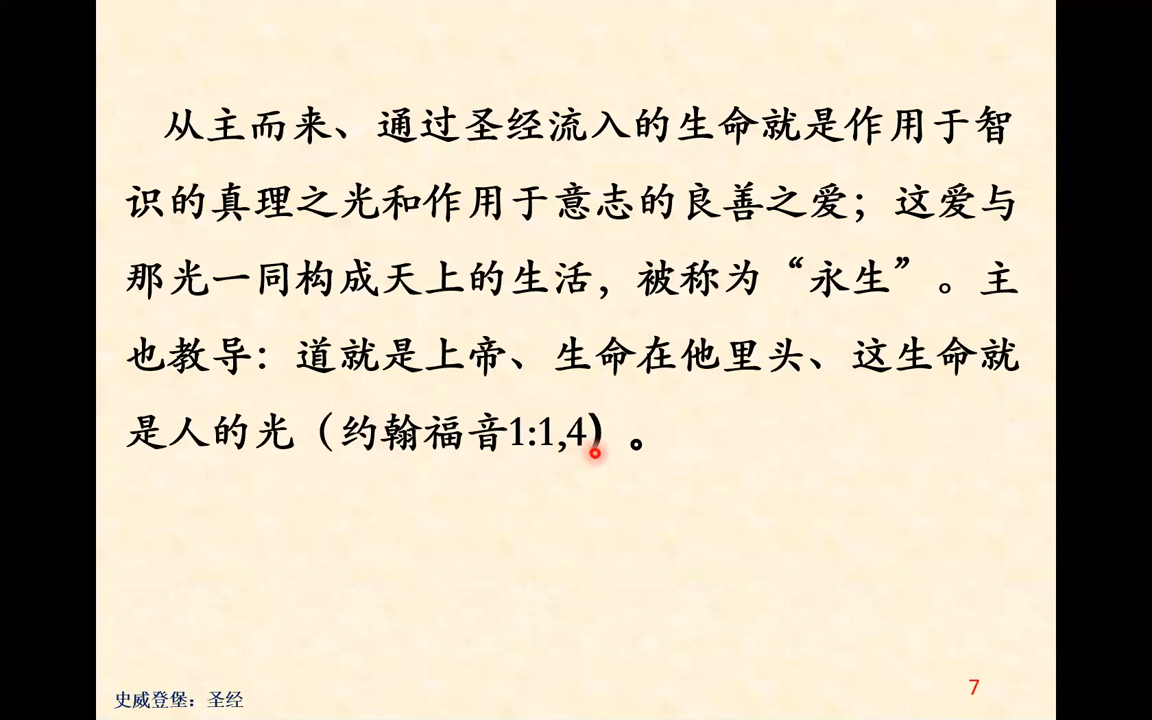 从主而来、通过圣经流入的生命就是作用于智
识的真理之光和作用于意志的良善之爱；这爱与
那光一同构成天上的生活，被称为“永生”。主
也教导：道就是上帝、生命在他里头、这生命就
是人的光（约翰福音1:1,4）。
史威登堡：圣经
7